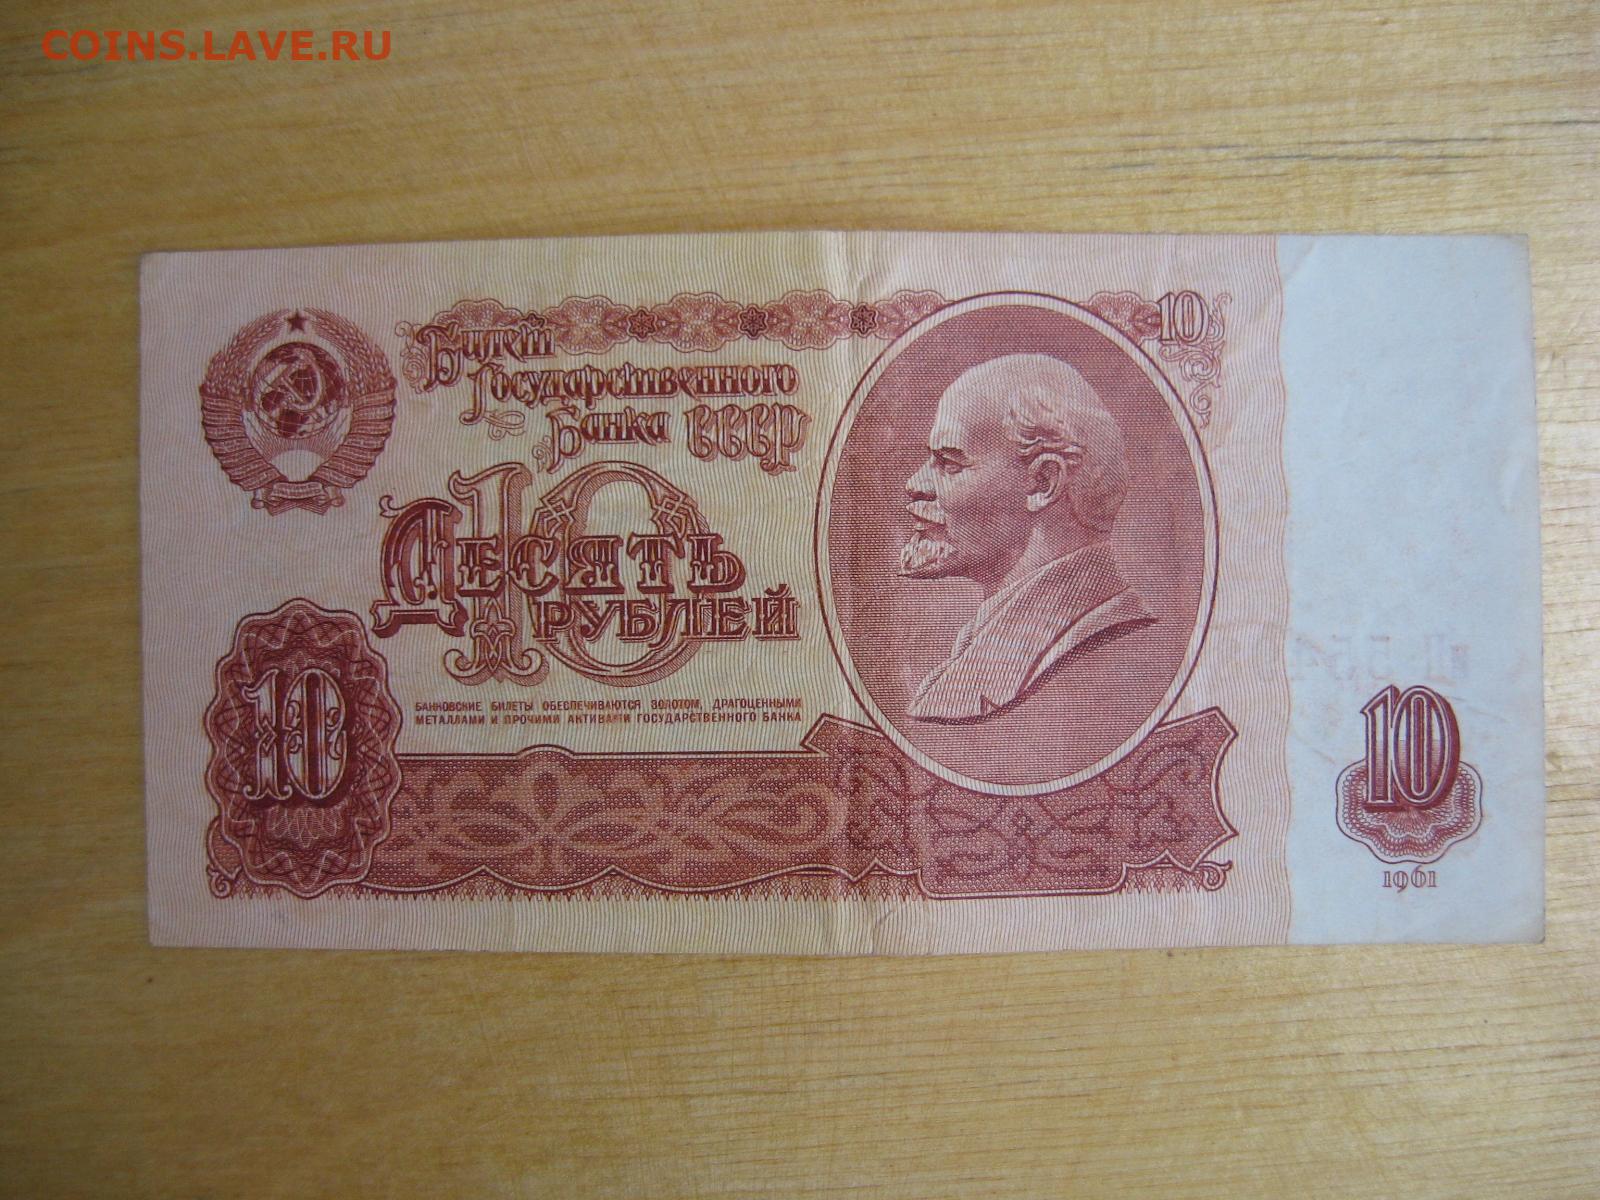 COINS.LAVE.RU
10
Билет
Государственного
Банка СССР
10
Десять
рублей
БАНКОВСКИЕ БИЛЕТЫ ОБЕСПЕЧИВАЮТСЯ ЗОЛОТОМ, ДРАГОЦЕННЫМИ
МЕТАЛЛАМИ И ПРОЧИМИ АКТИВАМИ ГОСУДАРСТВЕННОГО БАНКА
10
10
1961